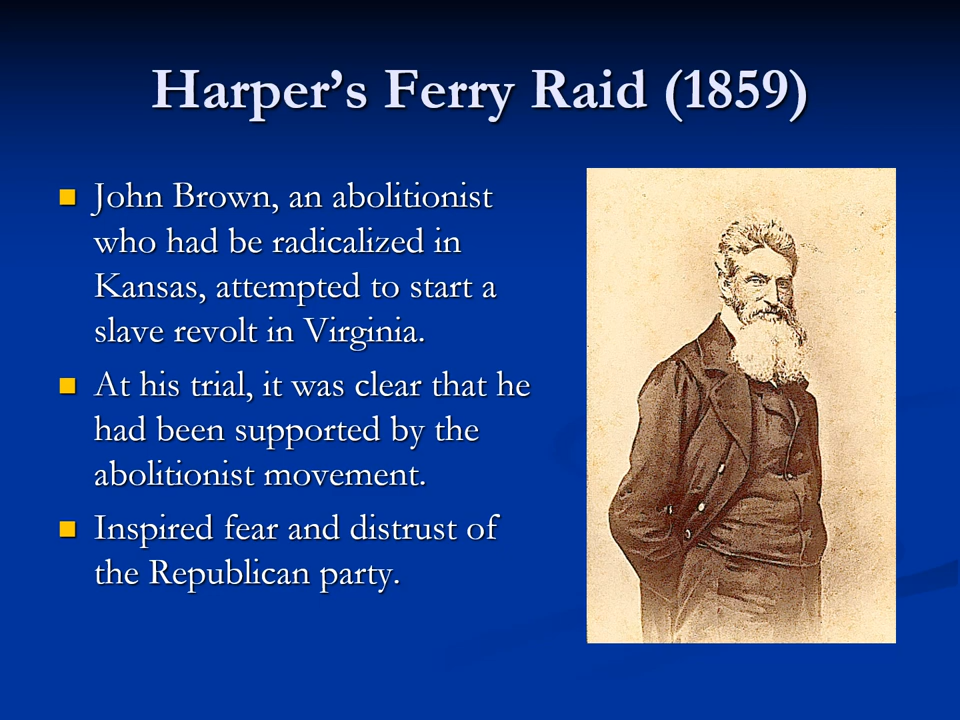 Harper’s Ferry Raid (1859)
John Brown, an abolitionist
who had be radicalized in
Kansas, attempted to start a
slave revolt in Virginia.
At his trial, it was clear that he
had been supported by the
abolitionist movement.
Inspired fear and distrust of
the Republican party.